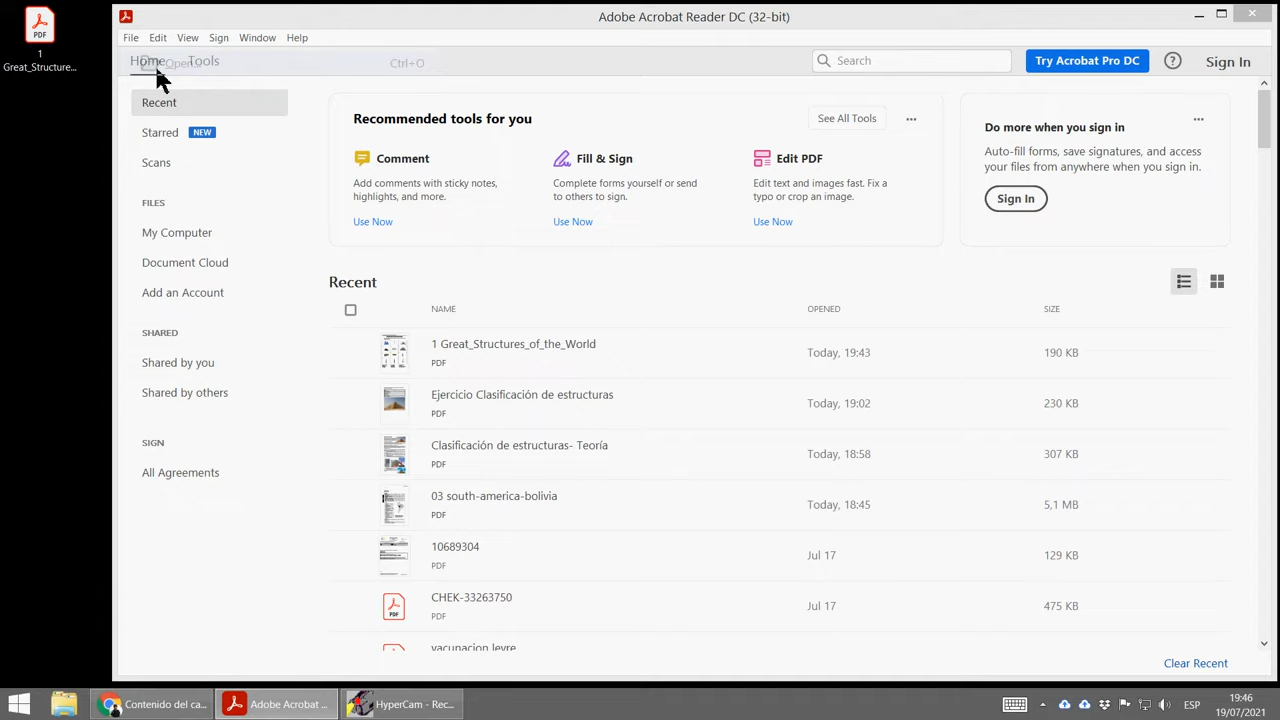 Adobe Acrobat Reader DC (32-bit)
File Edit View Sign Window Help
Home Tools
Open... Ctrl+O
Search
Try Acrobat Pro DC
? Sign In
PDF
1
Great_Structure...
Recent
Starred NEW
Scans
FILES
My Computer
Document Cloud
Add an Account
SHARED
Shared by you
Shared by others
SIGN
All Agreements
Recommended tools for you
See All Tools
Comment
Add comments with sticky notes,
highlights, and more.
Use Now
Fill & Sign
Complete forms yourself or send
to others to sign.
Use Now
Edit PDF
Edit text and images fast. Fix a
typo or crop an image.
Use Now
Do more when you sign in
Auto-fill forms, save signatures, and access
your files from anywhere when you sign in.
Sign In
Recent
NAME OPENED SIZE
1 Great_Structures_of_the_World
PDF
Today, 19:43 190 KB
Ejercicio Clasificación de estructuras
PDF
Today, 19:02 230 KB
Clasificación de estructuras- Teoría
PDF
Today, 18:58 307 KB
03 south-america-bolivia
PDF
Today, 18:45 5,1 MB
10689304
PDF
Jul 17 129 KB
PDF
CHEK-33263750
PDF
Jul 17 475 KB
vacunacion leyre
Clear Recent
Contenido del ca...
Adobe Acrobat ...
HyperCam - Rec...
ESP
19:46
19/07/2021